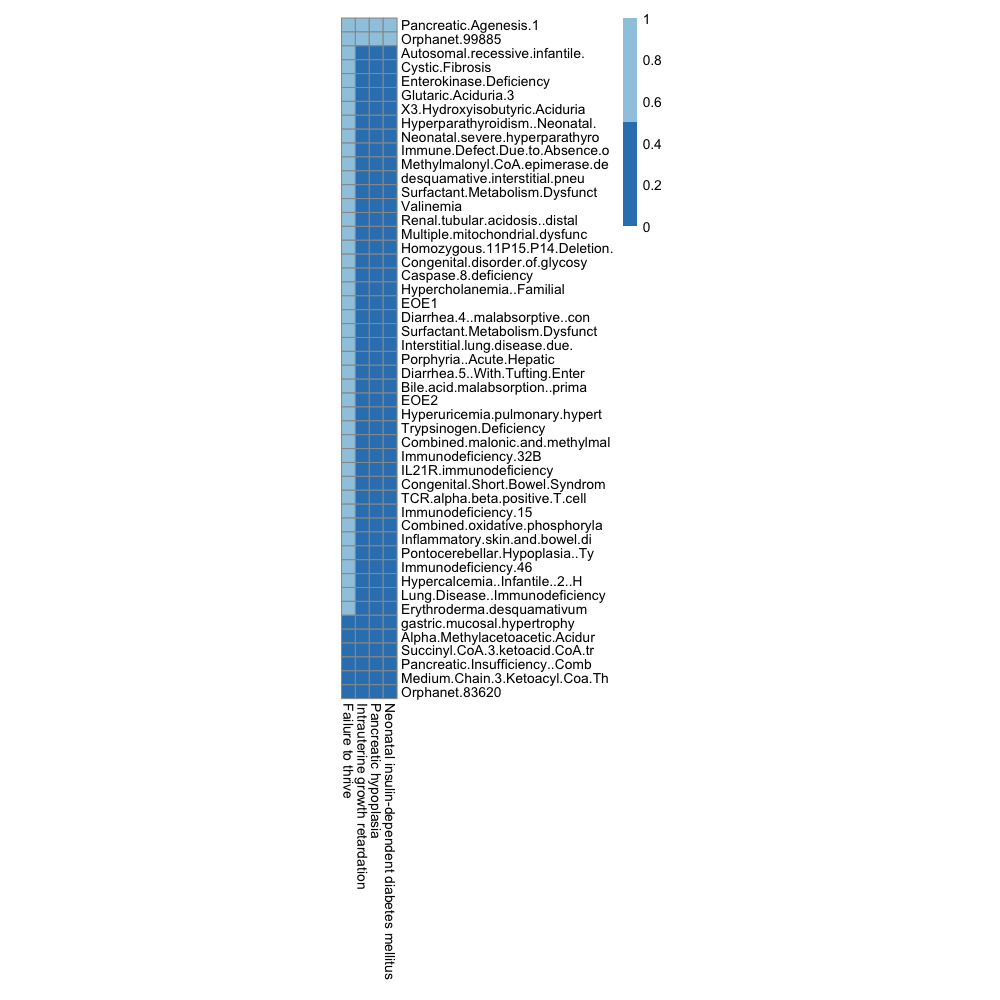 Pancreatic.Agenesis.1
Orphanet.99885
Autosomal.recessive.infantile.
Cystic.Fibrosis
Enterokinase.Deficiency
Glutaric.Aciduria.3
X3.Hydroxyisobutyric.Aciduria
Hyperparathyroidism..Neonatal.
Neonatal.severe.hyperparathyro
Immune.Defect.Due.to.Absence.o
Methylmalonyl.CoA.epimerase.de
desquamative.interstitial.pneu
Surfactant.Metabolism.Dysfunct
Valinemia
Renal.tubular.acidosis..distal
Multiple.mitochondrial.dysfunc
Homozygous.11P15.P14.Deletion.
Congenital.disorder.of.glycosy
Caspase.8.deficiency
Hypercholanemia..Familial
EOE1
Diarrhea.4..malabsorptive..con
Surfactant.Metabolism.Dysfunct
Interstitial.lung.disease.due.
Porphyria..Acute.Hepatic
Diarrhea.5..With.Tufting.Enter
Bile.acid.malabsorption..prima
EOE2
Hyperuricemia.pulmonary.hypert
Trypsinogen.Deficiency
Combined.malonic.and.methylmal
Immunodeficiency.32B
IL21R.immunodeficiency
Congenital.Short.Bowel.Syndrom
TCR.alpha.beta.positive.T.cell
Immunodeficiency.15
Combined.oxidative.phosphoryla
Inflammatory.skin.and.bowel.di
Pontocerebellar.Hypoplasia..Ty
Immunodeficiency.46
Hypercalcemia..Infantile..2..H
Lung.Disease..Immunodeficiency
Erythroderma.desquamativum
gastric.mucosal.hypertrophy
Alpha.Methylacetoacetic.Acidur
Succinyl.CoA.3.ketoacid.CoA.tr
Pancreatic.Insufficiency..Comb
Medium.Chain.3.Ketoacyl.Coa.Th
Orphanet.83620
1
0.8
0.6
0.4
0.2
0
Failure to thrive
Intrauterine growth retardation
Pancreatic hypoplasia
Neonatal insulin-dependent diabetes mellitus